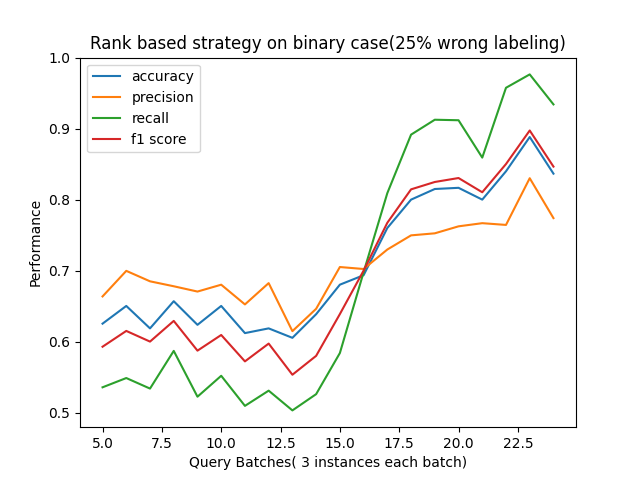 Rank based strategy on binary case(25% wrong labeling)
1.0
0.9
0.8
0.7
0.6
0.5
Performance
accuracy
precision
recall
f1 score
5.0 7.5 10.0 12.5 15.0 17.5 20.0 22.5
Query Batches( 3 instances each batch)